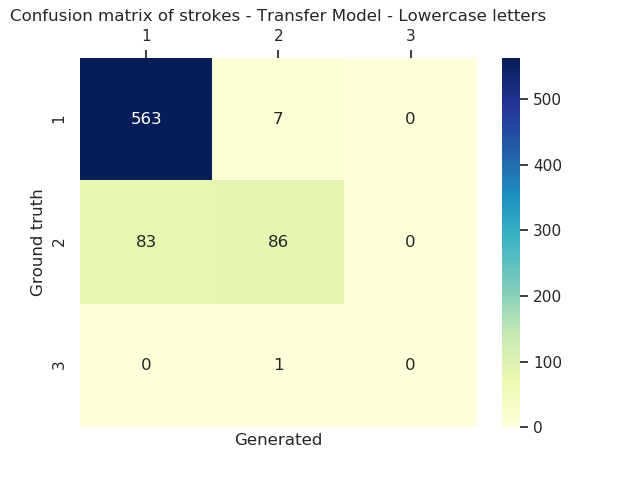 Confusion matrix of strokes - Transfer Model - Lowercase letters
1 2 3
1 563 7 0
2 83 86 0
3 0 1 0
Ground truth
Generated
500
400
300
200
100
0